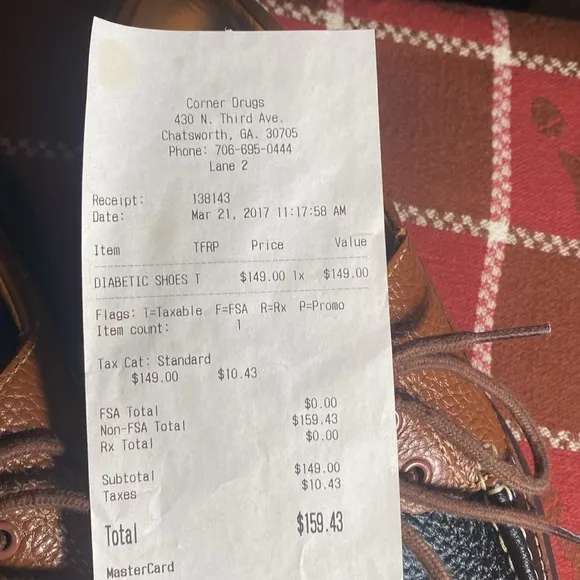 Corner Drugs
430 N. Third Ave.
Chatsworth, GA. 30705
Phone: 706-695-0444
Lane 2
Receipt: 138143
Date: Mar 21, 2017 11:17:58 AM
Item TFRP Price Value
DIABETIC SHOES T $149.00 1x $149.00
Flags: T=Taxable F=FSA R=Rx P=Promo
Item count: 1
Tax Cat: Standard
$149.00 $10.43
FSA Total $0.00
Non-FSA Total $159.43
Rx Total $0.00
Subtotal $149.00
Taxes $10.43
Total $159.43
MasterCard